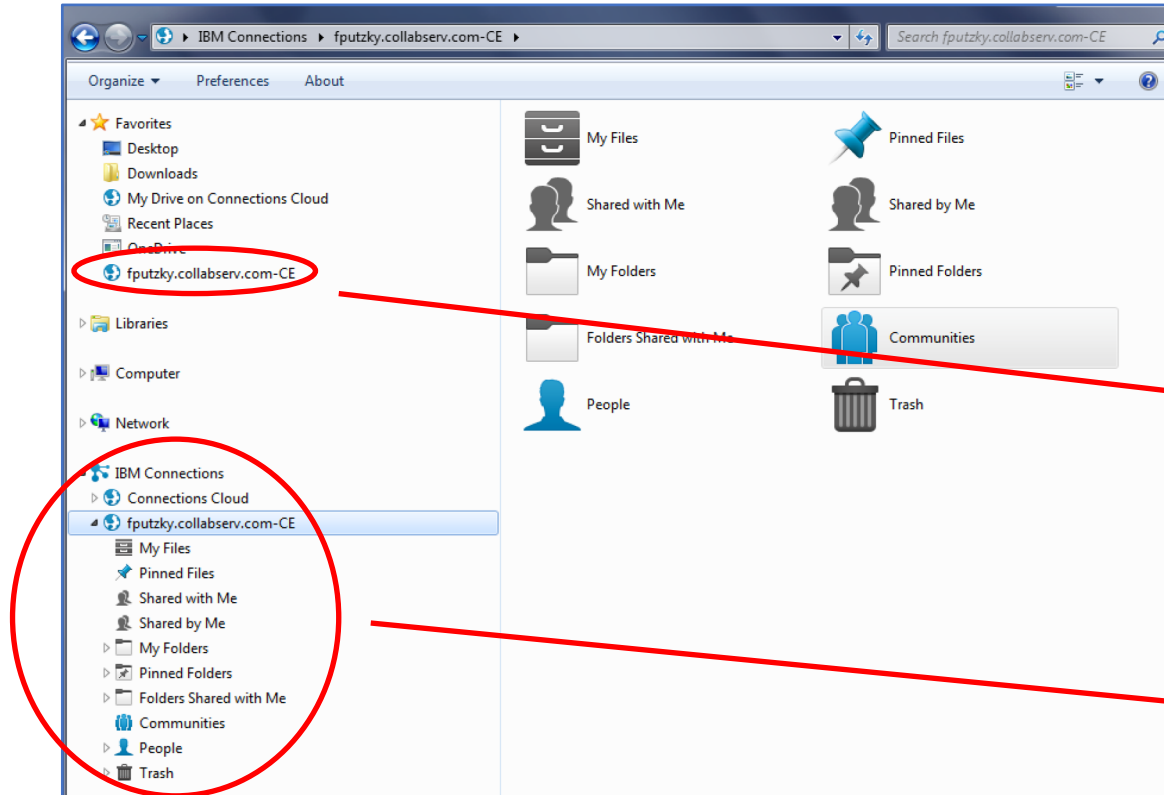 IBM Connections fputzky.collabserv.com-CE
Search fputzky.collabserv.com-CE
Organize Preferences About
Favorites
Desktop
Downloads
My Drive on Connections Cloud
Recent Places
OneDrive
fputzky.collabserv.com-CE
Libraries
Computer
Network
IBM Connections
Connections Cloud
fputzky.collabserv.com-CE
My Files
Pinned Files
Shared with Me
Shared by Me
My Folders
Pinned Folders
Folders Shared with Me
Communities
People
Trash
My Files
Pinned Files
Shared with Me
Shared by Me
My Folders
Pinned Folders
Folders Shared with Me
Communities
People
Trash